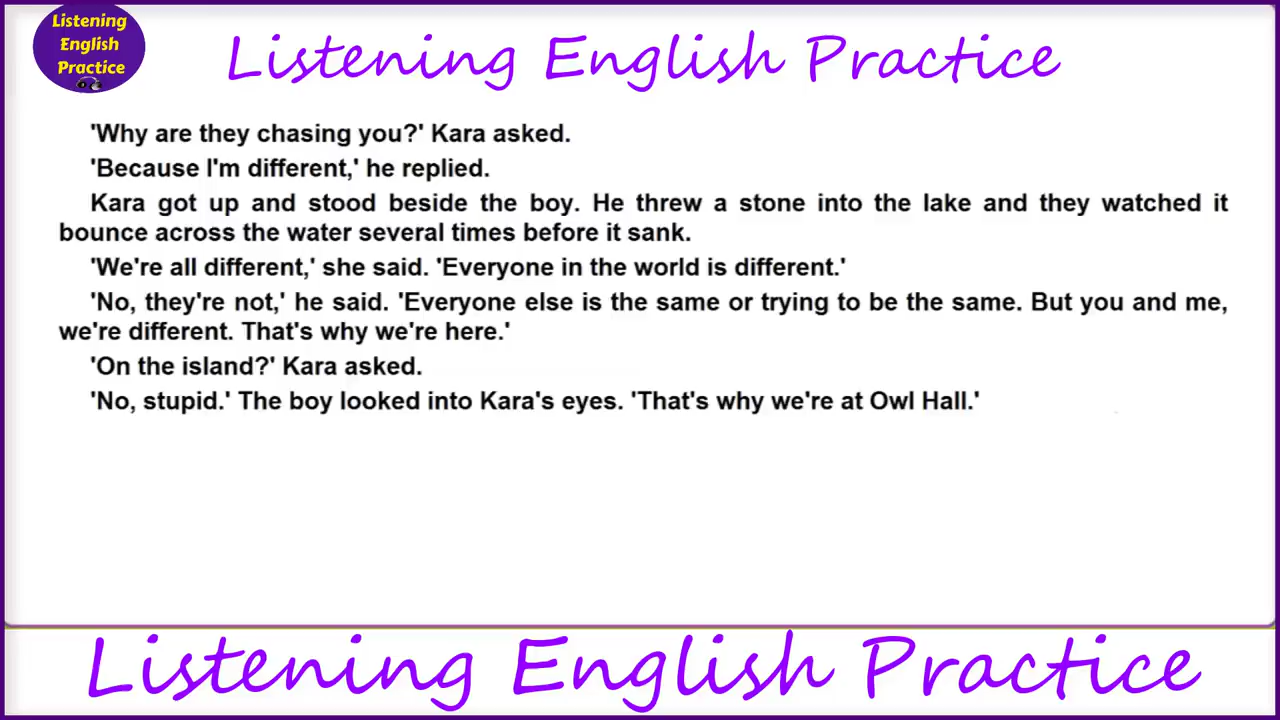 Listening
English
Practice
Listening English Practice
'Why are they chasing you?' Kara asked.
'Because I'm different,' he replied.
Kara got up and stood beside the boy. He threw a stone into the lake and they watched it
bounce across the water several times before it sank.
'We're all different,' she said. 'Everyone in the world is different.'
'No, they're not,' he said. 'Everyone else is the same or trying to be the same. But you and me,
we're different. That's why we're here.'
'On the island?' Kara asked.
'No, stupid.' The boy looked into Kara's eyes. 'That's why we're at Owl Hall.'
Listening English Practice